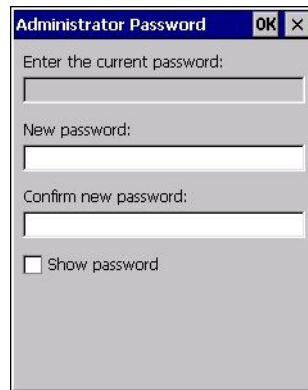 Administrator Password OK ×
Enter the current password:
New password:
Confirm new password:
Show password